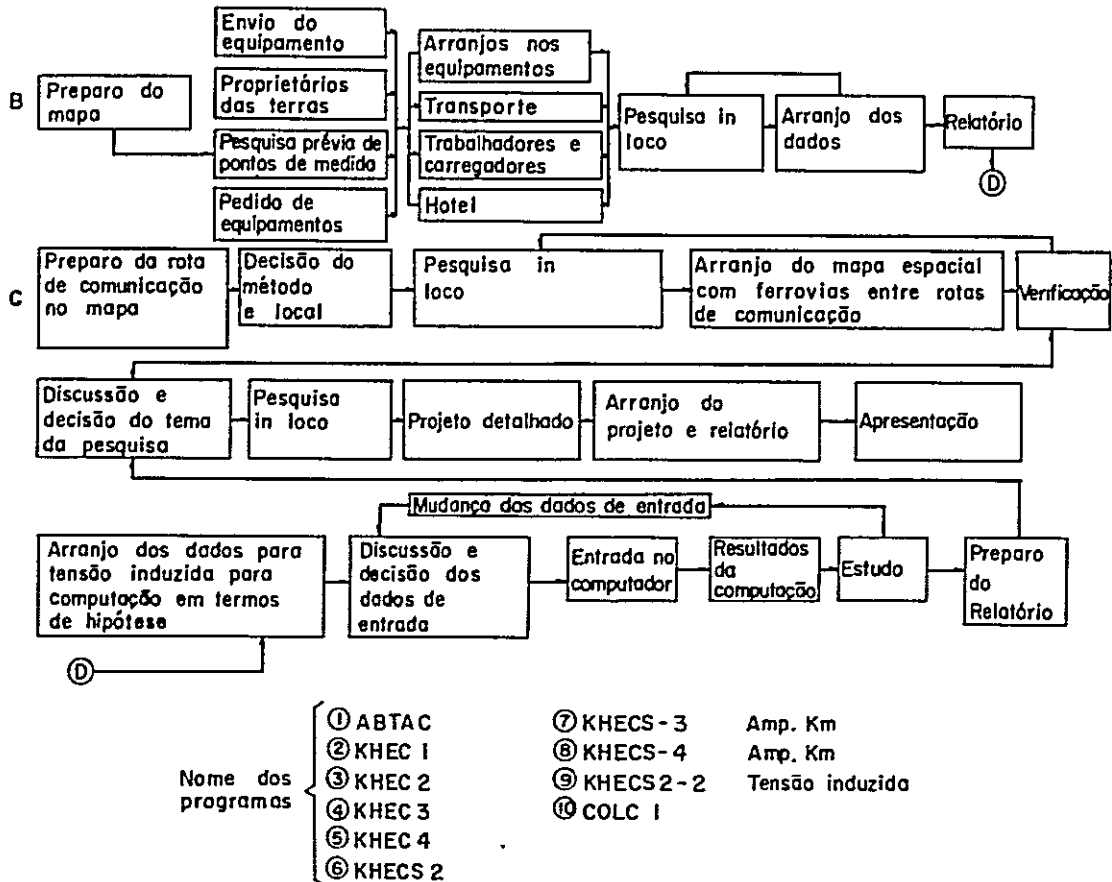 B
Preparo do
mapa
Envio do
equipamento
Proprietários
das terras
Pesquisa prévia de
pontos de medida
Pedido de
equipamentos
Arranjos nos
equipamentos
Transporte
Trabalhadores e
carregadores
Hotel
Pesquisa in
loco
Arranjo dos
dados
Relatório
D
C
Preparo da rota
de comunicação
no mapa
Decisão do
método
e local
Pesquisa in
loco
Arranjo do mapa espacial
com ferrovias entre rotas
de comunicação
Verificação
Discussão e
decisão do tema
da pesquisa
Pesquisa
in loco
Projeto detalhado
Arranjo do
projeto e relatório
Apresentação
Mudança dos dados de entrada
Arranjo dos dados para
tensão induzida para
computação em termos
de hipótese
Discussão e
decisão dos
dados de
entrada
Entrada no
computador
Resultados
da
computação
Estudo
Preparo
do
Relatório
D
Nome dos
programas
① ABTAC
② KHEC 1
③ KHEC 2
④ KHEC 3
⑤ KHEC 4
⑥ KHECS 2
⑦ KHECS-3 Amp. Km
⑧ KHECS-4 Amp. Km
⑨ KHECS2-2 Tensão induzida
⑩ COLC 1